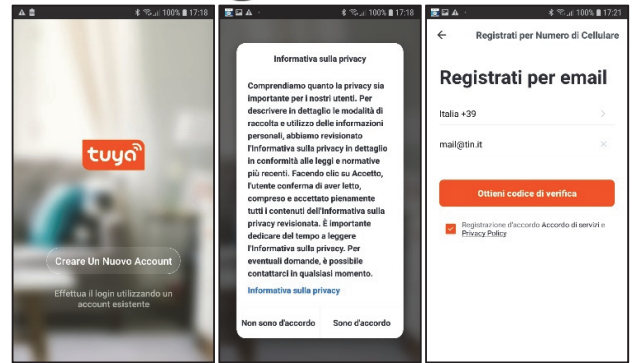 100% 17:18
tuya
Creare Un Nuovo Account
Effettua il login utilizzando un
account esistente
100% 17:18
Informativa sulla privacy
Comprendiamo quanto la privacy sia
importante per i nostri utenti. Per
descrivere in dettaglio le modalità di
raccolta e utilizzo delle informazioni
personali, abbiamo revisionato
l'Informativa sulla privacy in dettaglio
in conformità alle leggi e normative
più recenti. Facendo clic su Accetto,
l'utente conferma di aver letto,
compreso e accettato pienamente
tutti i contenuti dell'Informativa sulla
privacy revisionata. È importante
dedicare del tempo a leggere
l'Informativa sulla privacy. Per
eventuali domande, è possibile
contattarci in qualsiasi momento.
Informativa sulla privacy
Non sono d'accordo Sono d'accordo
100% 17:21
Registrati per Numero di Cellulare
Registrati per email
Italia +39
mail@tin.it
Ottieni codice di verifica
Registrazione d'accordo Accordo di servizi e
Privacy Policy